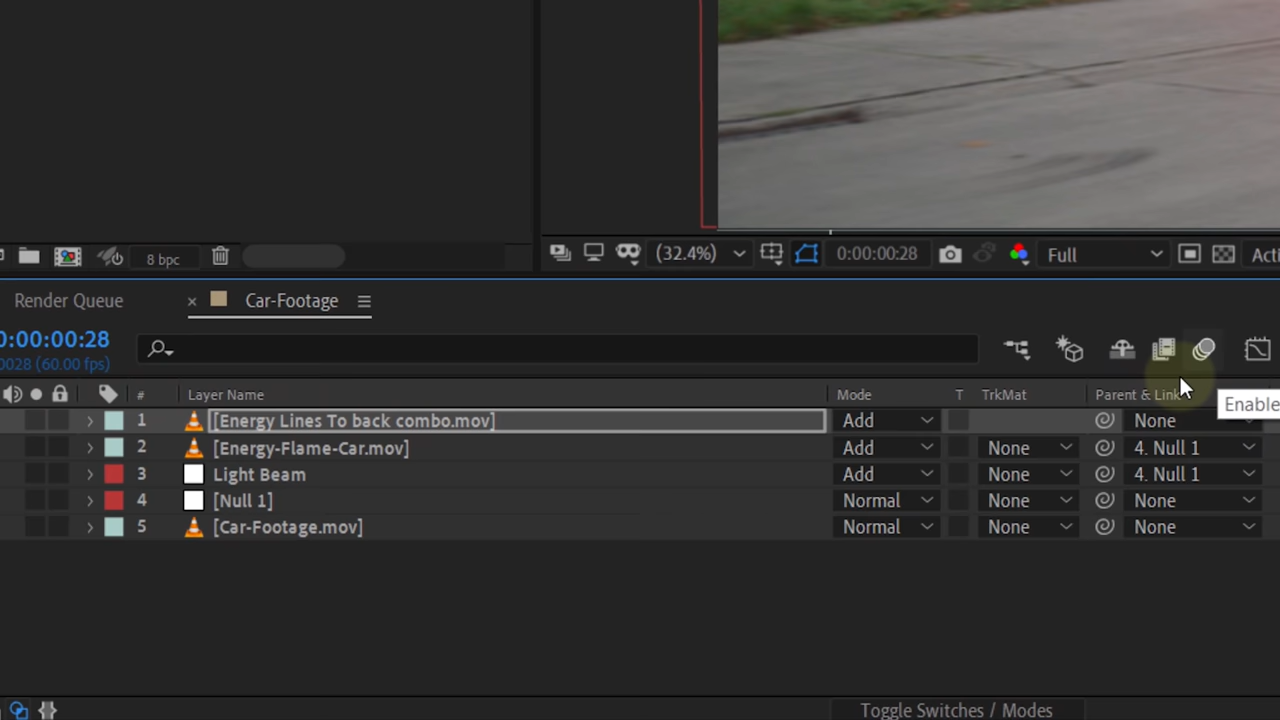 8 bpc
(32.4%)
0:00:00:28
Full
Acti
Render Queue
× Car-Footage
0:00:00:28
0028 (60.00 fps)
# Layer Name Mode T TrkMat Parent & Link
1 [Energy Lines To back combo.mov] Add None
2 [Energy-Flame-Car.mov] Add None 4. Null 1
3 Light Beam Add None 4. Null 1
4 [Null 1] Normal None None
5 [Car-Footage.mov] Normal None None
Enable
Toggle Switches / Modes